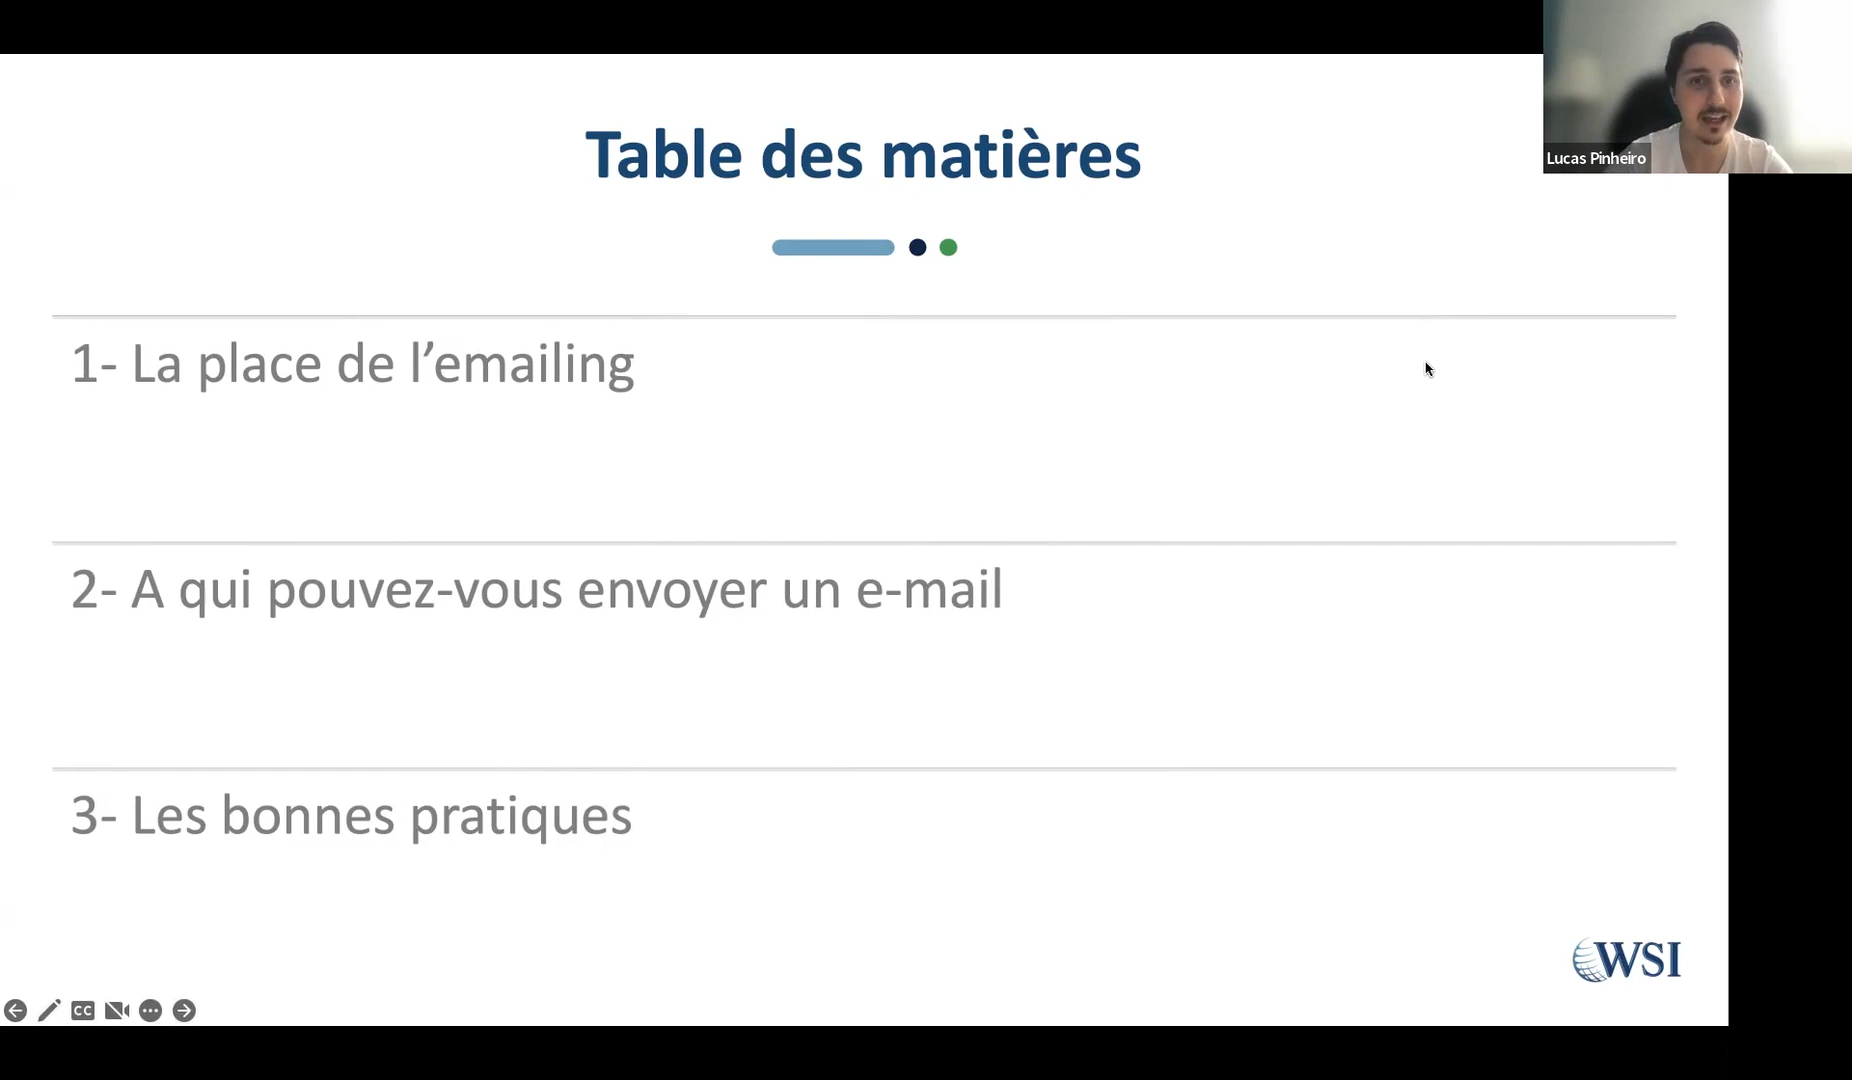 Table des matières
Lucas Pinheiro
1- La place de l’emailing
2- A qui pouvez-vous envoyer un e-mail
3- Les bonnes pratiques
WSI
CC